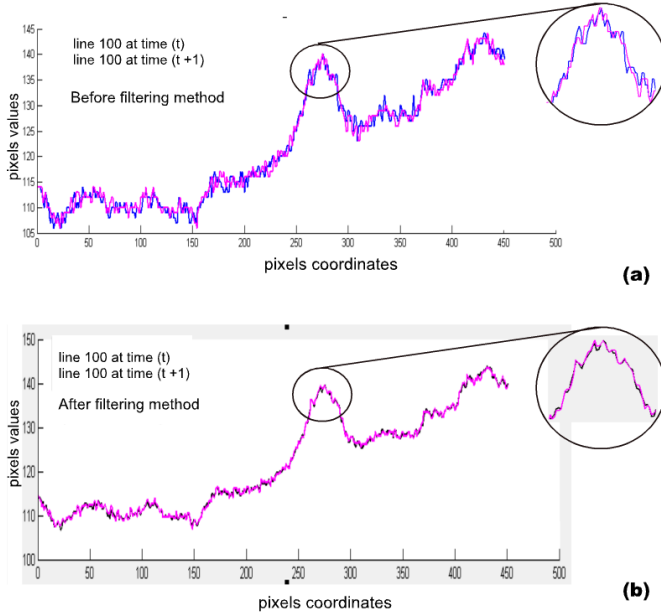 145
140
135
130
125
120
115
110
105
pixels values
line 100 at time (t)
line 100 at time (t +1)
Before filtering method
0 50 100 150 200 250 300 350 400 450 500
pixels coordinates
(a)
150
140
130
120
110
100
pixels values
line 100 at time (t)
line 100 at time (t +1)
After filtering method
0 50 100 150 200 250 300 350 400 450 500
pixels coordinates
(b)